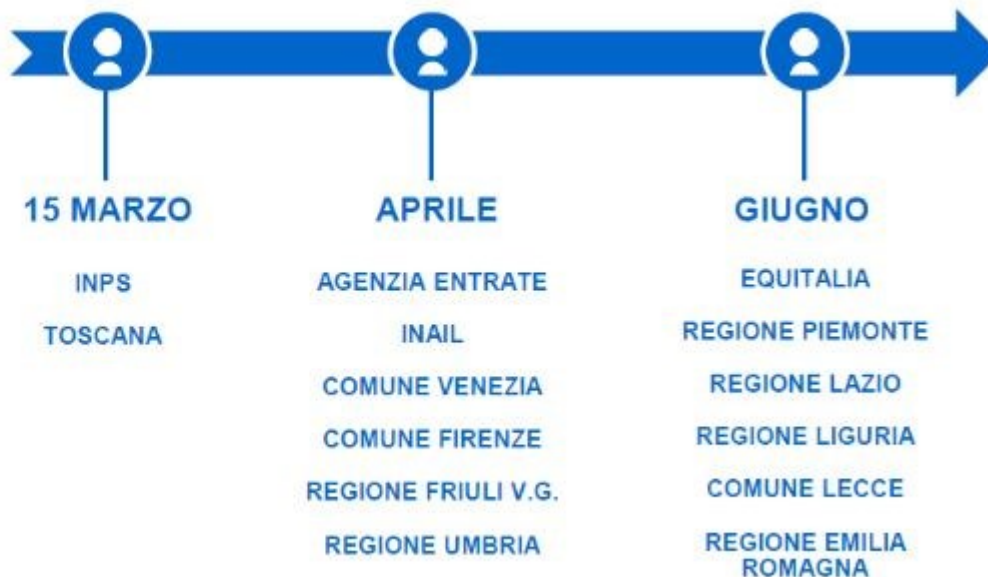 15 MARZO
INPS
TOSCANA
APRILE
AGENZIA ENTRATE
INAIL
COMUNE VENEZIA
COMUNE FIRENZE
REGIONE FRIULI V.G.
REGIONE UMBRIA
GIUGNO
EQUITALIA
REGIONE PIEMONTE
REGIONE LAZIO
REGIONE LIGURIA
COMUNE LECCE
REGIONE EMILIA
ROMAGNA